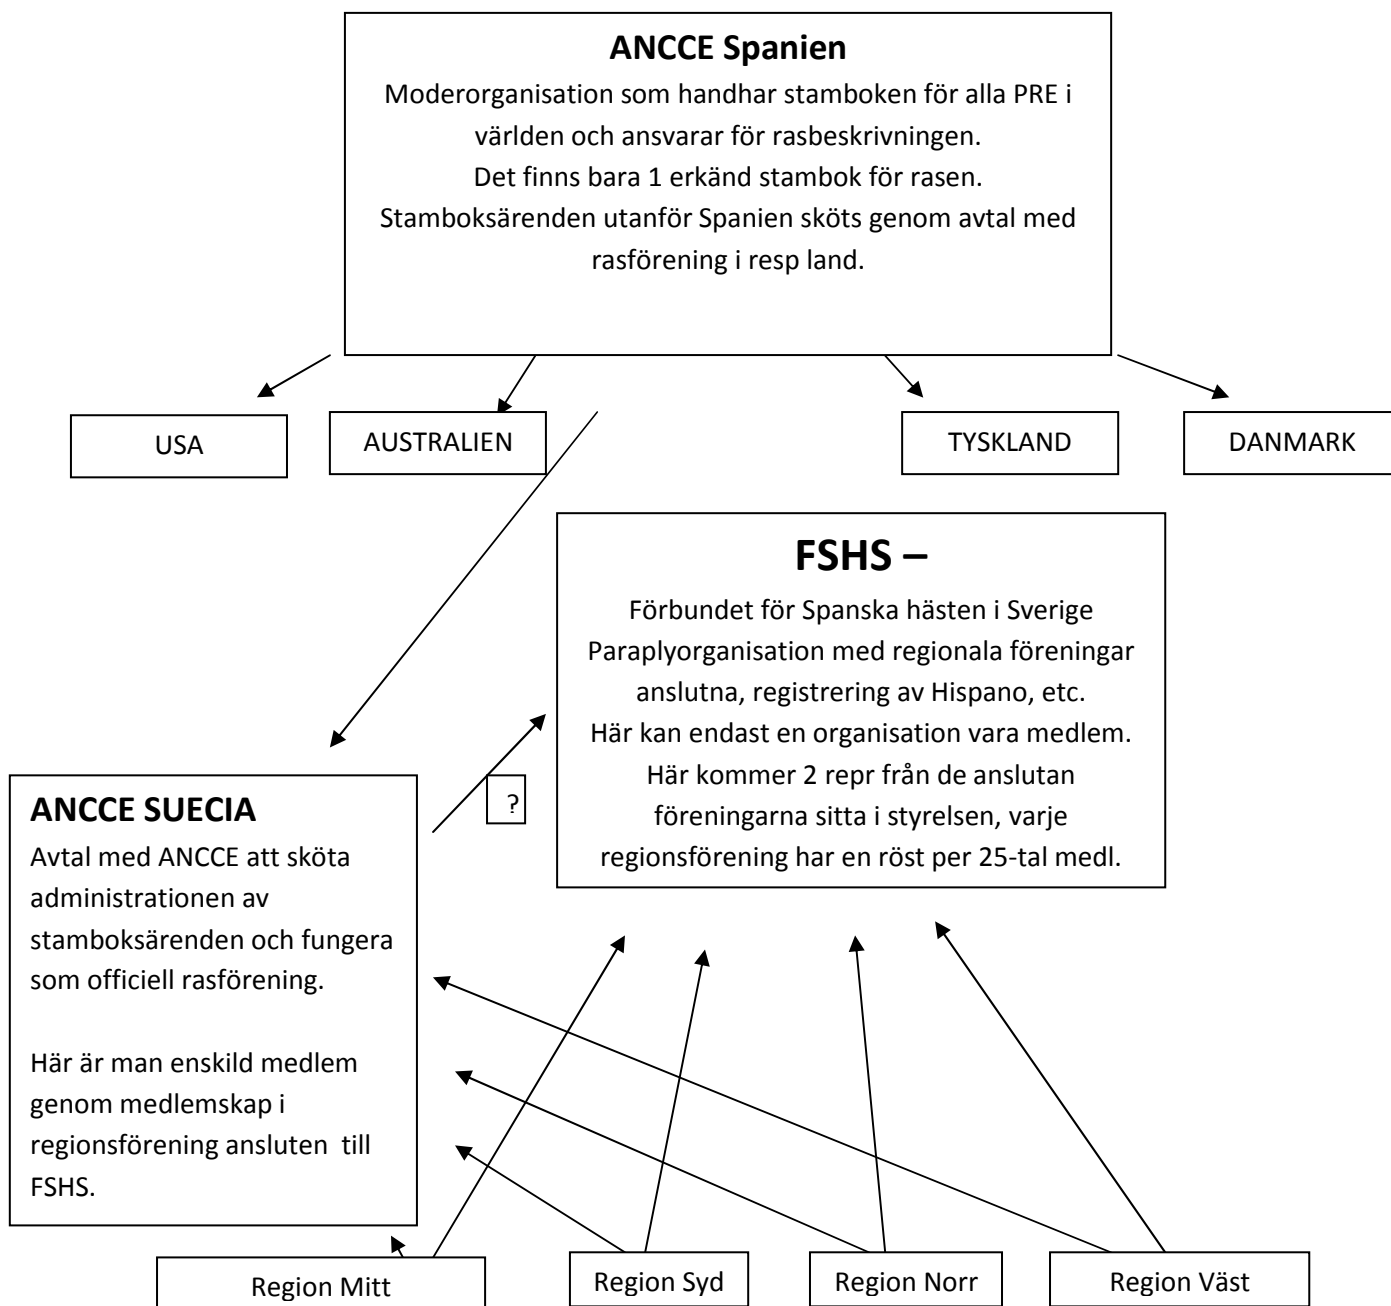 ANCCE Spanien
Moderorganisation som handhar stamboken för alla PRE i
världen och ansvarar för rasbeskrivningen.
Det finns bara 1 erkänd stambok för rasen.
Stamboksärenden utanför Spanien sköts genom avtal med
rasförening i resp land.
USA
AUSTRALIEN
TYSKLAND
DANMARK
FSHS –
Förbundet för Spanska hästen i Sverige
Paraplyorganisation med regionala föreningar
anslutna, registrering av Hispano, etc.
Här kan endast en organisation vara medlem.
Här kommer 2 repr från de anslutan
föreningarna sitta i styrelsen, varje
regionsförening har en röst per 25-tal medl.
?
ANCCE SUECIA
Avtal med ANCCE att sköta
administrationen av
stamboksärenden och fungera
som officiell rasförening.
Här är man enskild medlem
genom medlemskap i
regionsförening ansluten till
FSHS.
Region Mitt
Region Syd
Region Norr
Region Väst